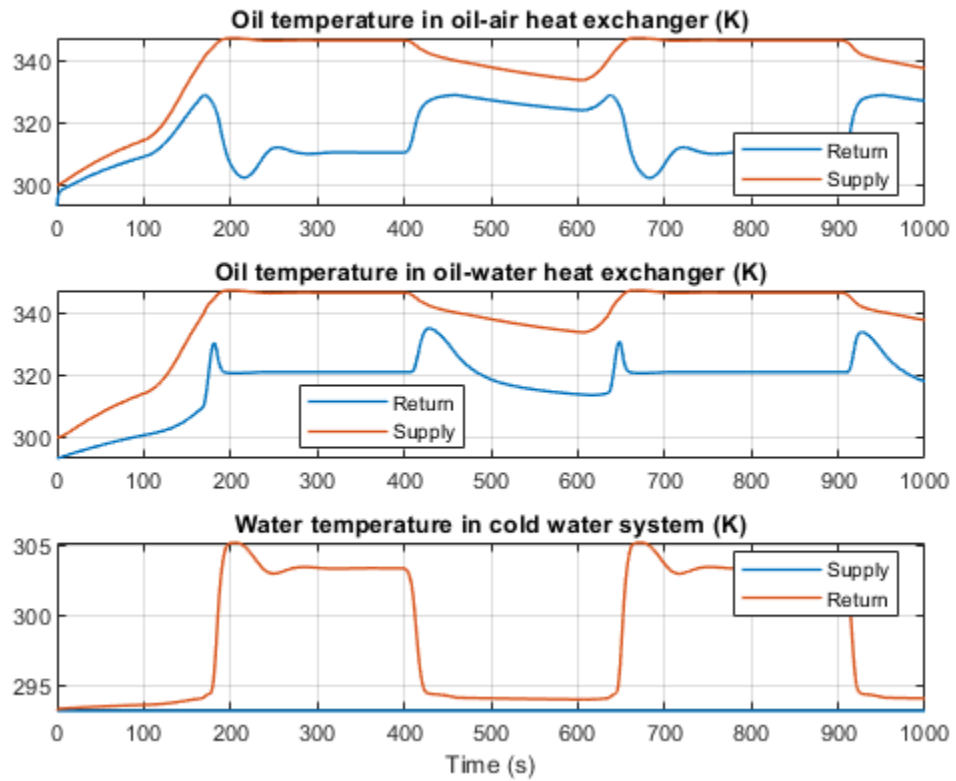 Oil temperature in oil-air heat exchanger (K)
340
320
300
Return
Supply
0 100 200 300 400 500 600 700 800 900 1000
Oil temperature in oil-water heat exchanger (K)
340
320
300
Return
Supply
0 100 200 300 400 500 600 700 800 900 1000
Water temperature in cold water system (K)
305
300
295
Supply
Return
0 100 200 300 400 500 600 700 800 900 1000
Time (s)